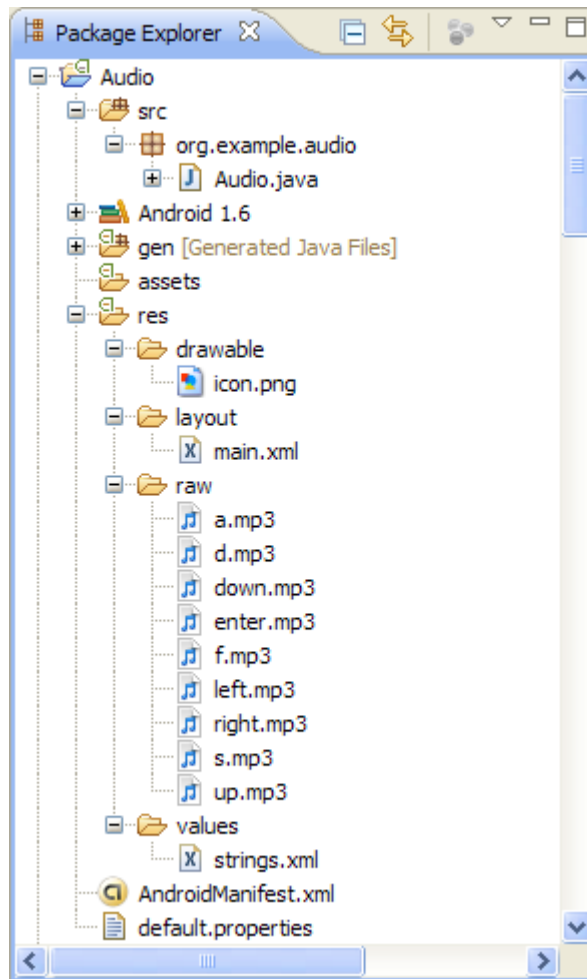 Package Explorer
Audio
src
org.example.audio
Audio.java
Android 1.6
gen [Generated Java Files]
assets
res
drawable
icon.png
layout
main.xml
raw
a.mp3
d.mp3
down.mp3
enter.mp3
f.mp3
left.mp3
right.mp3
s.mp3
up.mp3
values
strings.xml
AndroidManifest.xml
default.properties